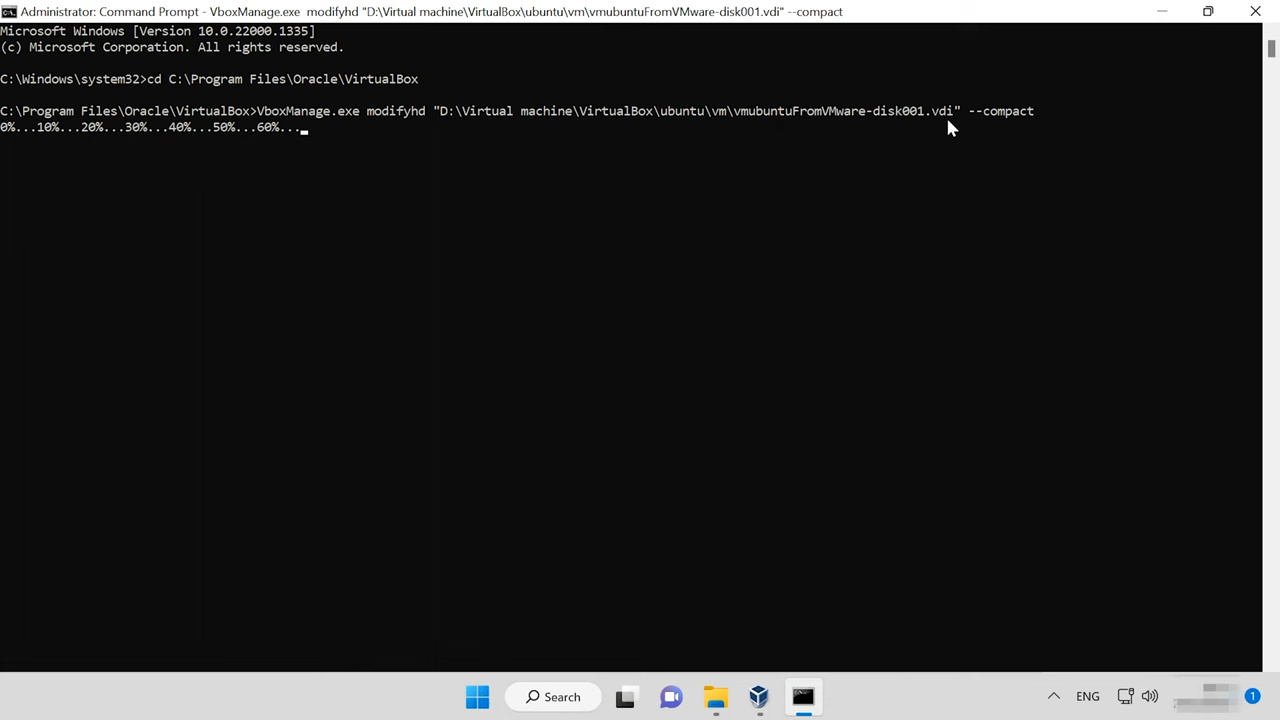 Administrator: Command Prompt - VboxManage.exe  modifyhd "D:\Virtual machine\VirtualBox\ubuntu\vm\vmubuntuFromVMware-disk001.vdi" --compact
Microsoft Windows [Version 10.0.22000.1335]
(c) Microsoft Corporation. All rights reserved.
C:\Windows\system32>cd C:\Program Files\Oracle\VirtualBox
C:\Program Files\Oracle\VirtualBox>VboxManage.exe modifyhd "D:\Virtual machine\VirtualBox\ubuntu\vm\vmubuntuFromVMware-disk001.vdi" --compact
0%...10%...20%...30%...40%...50%...60%..._
Search ENG 1